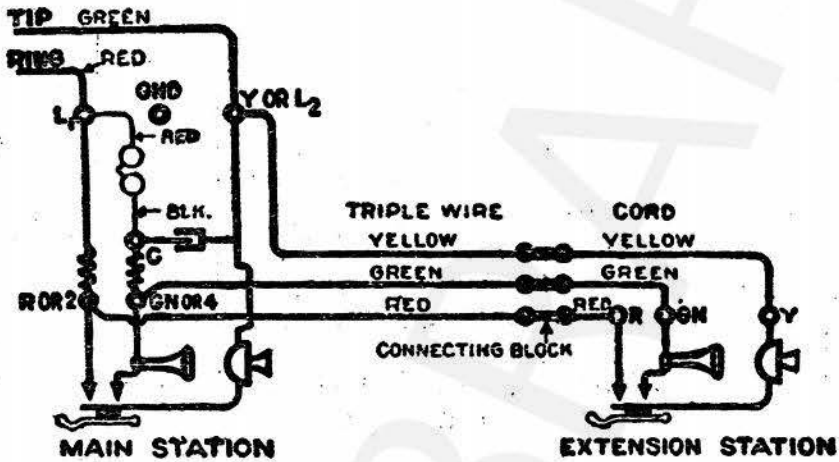 TIP GREEN
RING RED
L1 GND Y OR L2
RED
BLK.
TRIPLE WIRE CORD
YELLOW YELLOW
C
GREEN GREEN
R OR 2 GN OR 4 RED RED R GN Y
CONNECTING BLOCK
MAIN STATION EXTENSION STATION